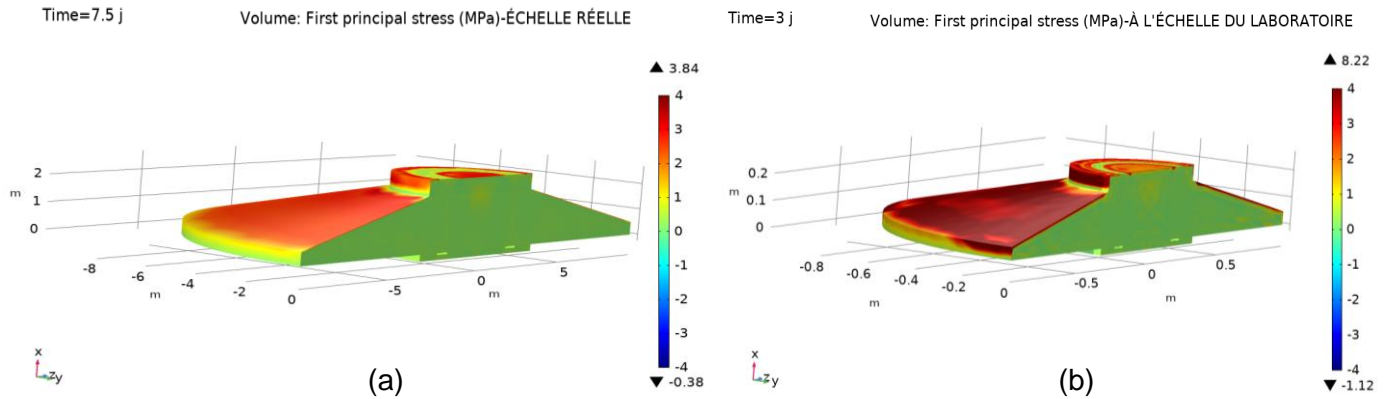 Time=7.5 j
Volume: First principal stress (MPa)-ÉCHELLE RÉELLE
▲ 3.84
4
3
2
1
0
-1
-2
-3
-4
▼ -0.38
2
m
1
0
-8
-6
-4
m
-2
0
-5
0
m
5
x
z y
(a)
Time=3 j
Volume: First principal stress (MPa)-À L'ÉCHELLE DU LABORATOIRE
▲ 8.22
4
3
2
1
0
-1
-2
-3
-4
▼ -1.12
0.2
m
0.1
0
-0.8
-0.6
m
-0.4
-0.2
0
-0.5
0
m
0.5
x
z y
(b)